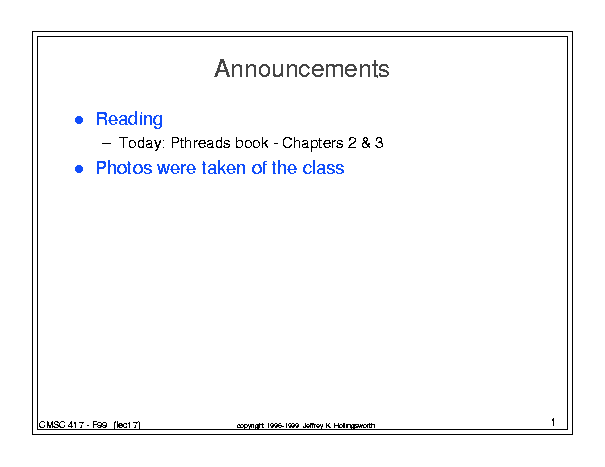 Announcements
● Reading
– Today: Pthreads book - Chapters 2 & 3
● Photos were taken of the class
CMSC 417 - F99 (lect 7)
copyright 1996-1999 Jeffrey K. Hollingsworth
1